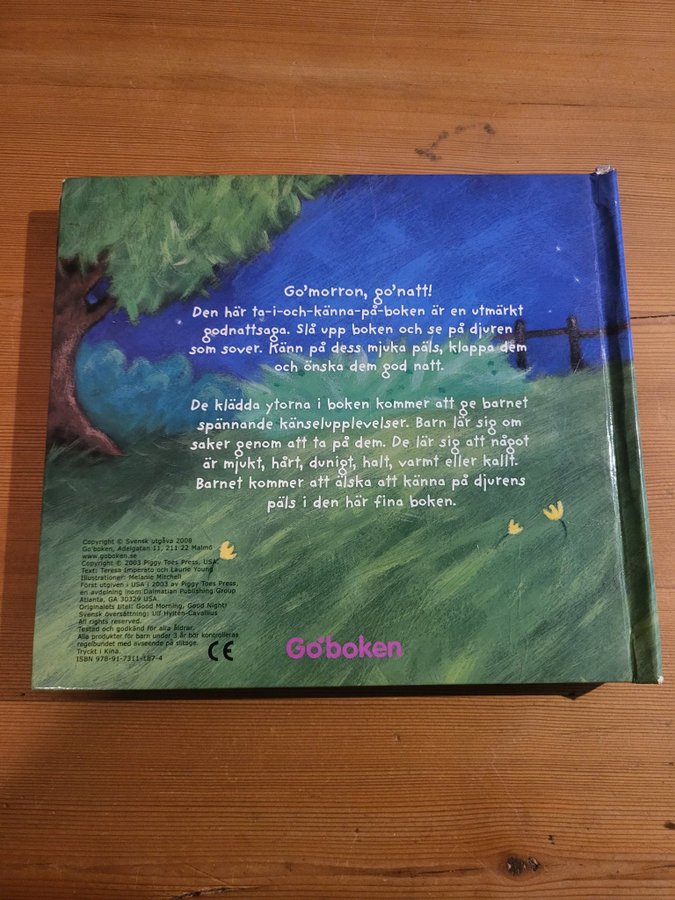 Go'morron, go'natt!
Den här ta-i-och-känna-på-boken är en utmärkt
godnattsaga. Slå upp boken och se på djuren
som sover. Känn på dess mjuka päls, klappa dem
och önska dem god natt.
De klädda ytorna i boken kommer att ge barnet
spännande känselupplevelser. Barn lär sig om
saker genom att ta på dem. De lär sig att något
är mjukt, hårt, dunigt, halt, varmt eller kallt.
Barnet kommer att älska att känna på djurens
päls i den här fina boken.
Copyright © Svensk utgåva 2008
Go'boken, Adelgatan 11, 211 22 Malmö
www.goboken.se
Copyright © 2003 Piggy Toes Press, USA.
Text: Teresa Imperato och Laurie Young
Illustrationer: Melanie Mitchell
Först utgiven i USA i 2003 av Piggy Toes Press,
en avdelning inom Dalmatian Publishing Group
Atlanta, GA 30329 USA
Originalets titel: Good Morning, Good Night!
Svensk översättning: Ulf Hyltén-Cavallius
All rights reserved.
Tested och godkänd för alla åldrar.
Alla produkter för barn under 3 år bör kontrolleras
regelbundet med avseende på slitage.
Tryckt i Kina.
ISBN 978-91-7311-187-4
CE
Go'boken